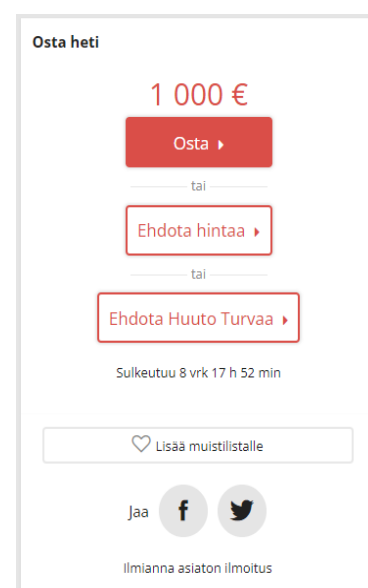 Osta heti
1 000 €
Osta
tai
Ehdota hintaa
tai
Ehdota Huuto Turvaa
Sulkeutuu 8 vrk 17 h 52 min
Lisää muistilistalle
Jaa
Ilmianna asiaton ilmoitus